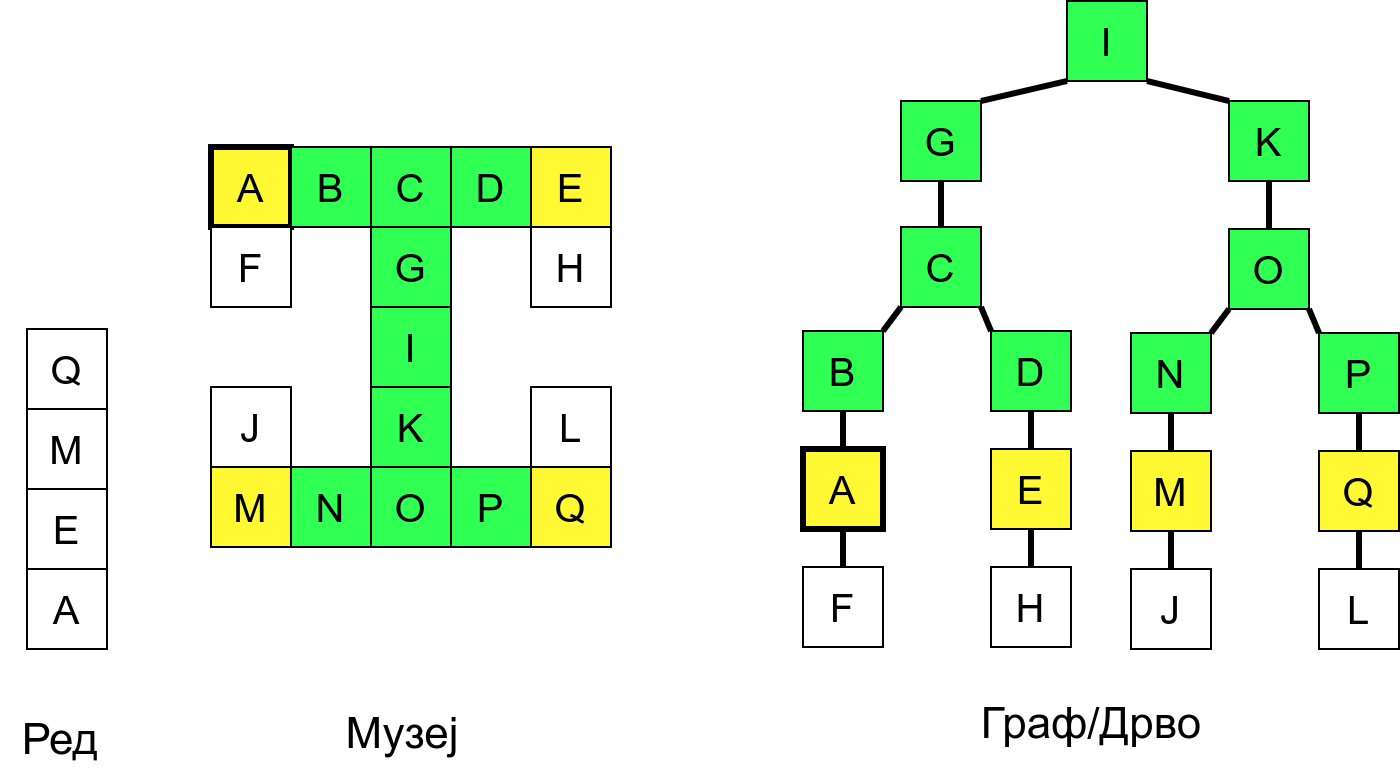 Q
M
E
A
Ред
A B C D E
F G H
I
J K L
M N O P Q
Музеј
I
G K
C O
B D N P
A E M Q
F H J L
Граф/Дрво